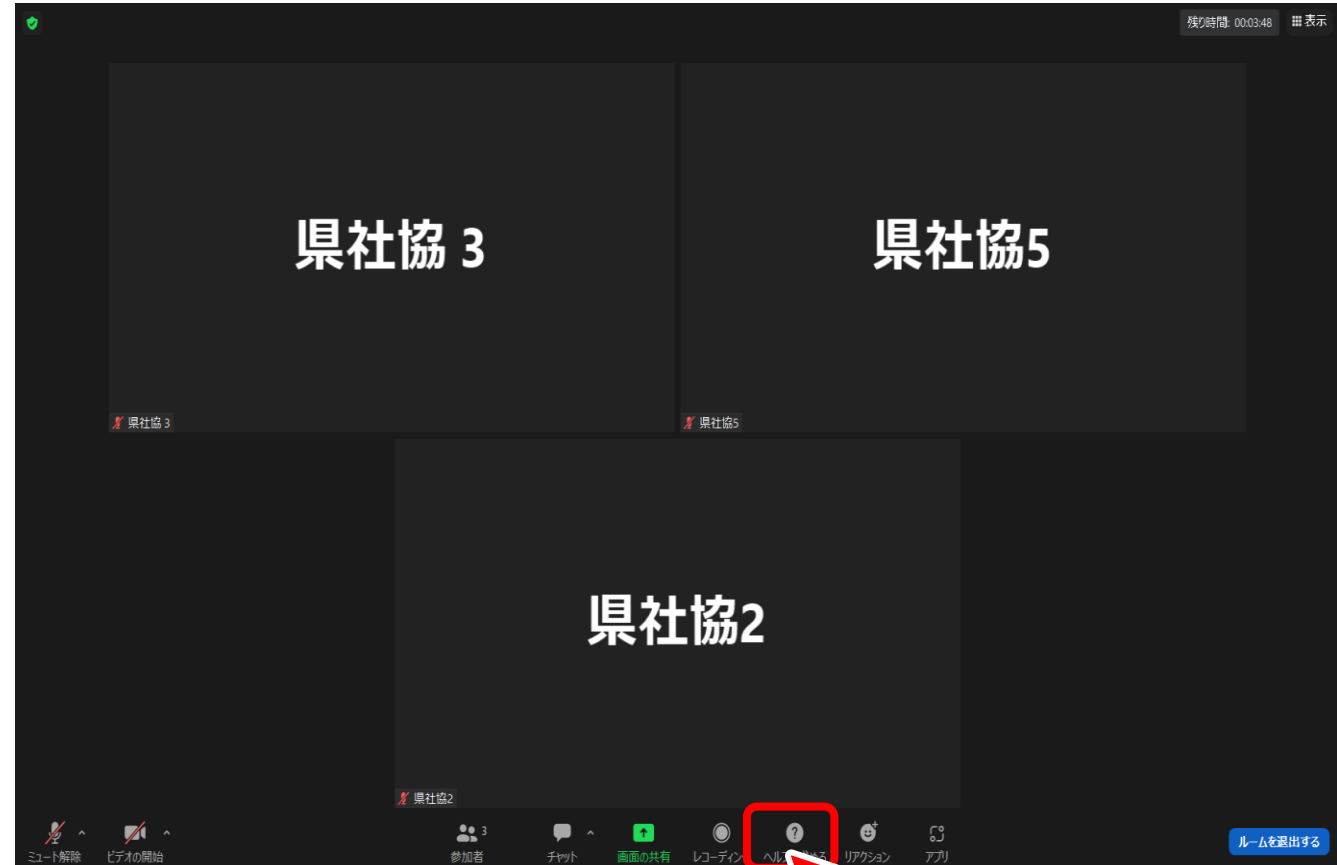 残り時間: 00:03:48 表示
県社協 3
県社協5
県社協 3
県社協5
県社協2
県社協2
3
ミュート解除 ビデオの開始 参加者 チャット 画面の共有 レコーディン リアクション アプリ
ルームを退出する